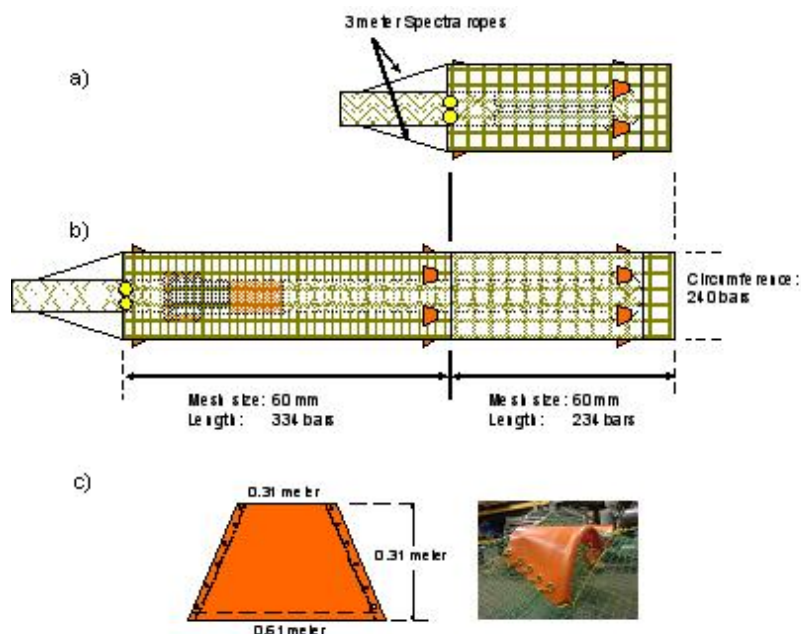 3 meter Spectra ropes
a)
b)
Circumference:
240 bars
Mesh size: 60 mm
Length: 334 bars
Mesh size: 60 mm
Length: 234 bars
c)
0.31 meter
0.31 meter
0.61 meter